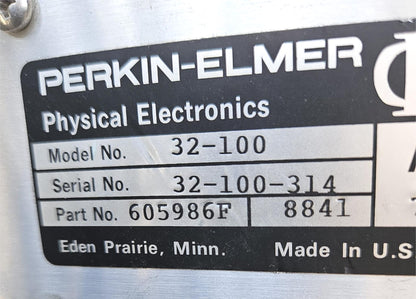 PERKIN-ELMER
Physical Electronics
Model No. 32-100
Serial No. 32-100-314
Part No. 605986F 8841
Eden Prairie, Minn. Made In U.S